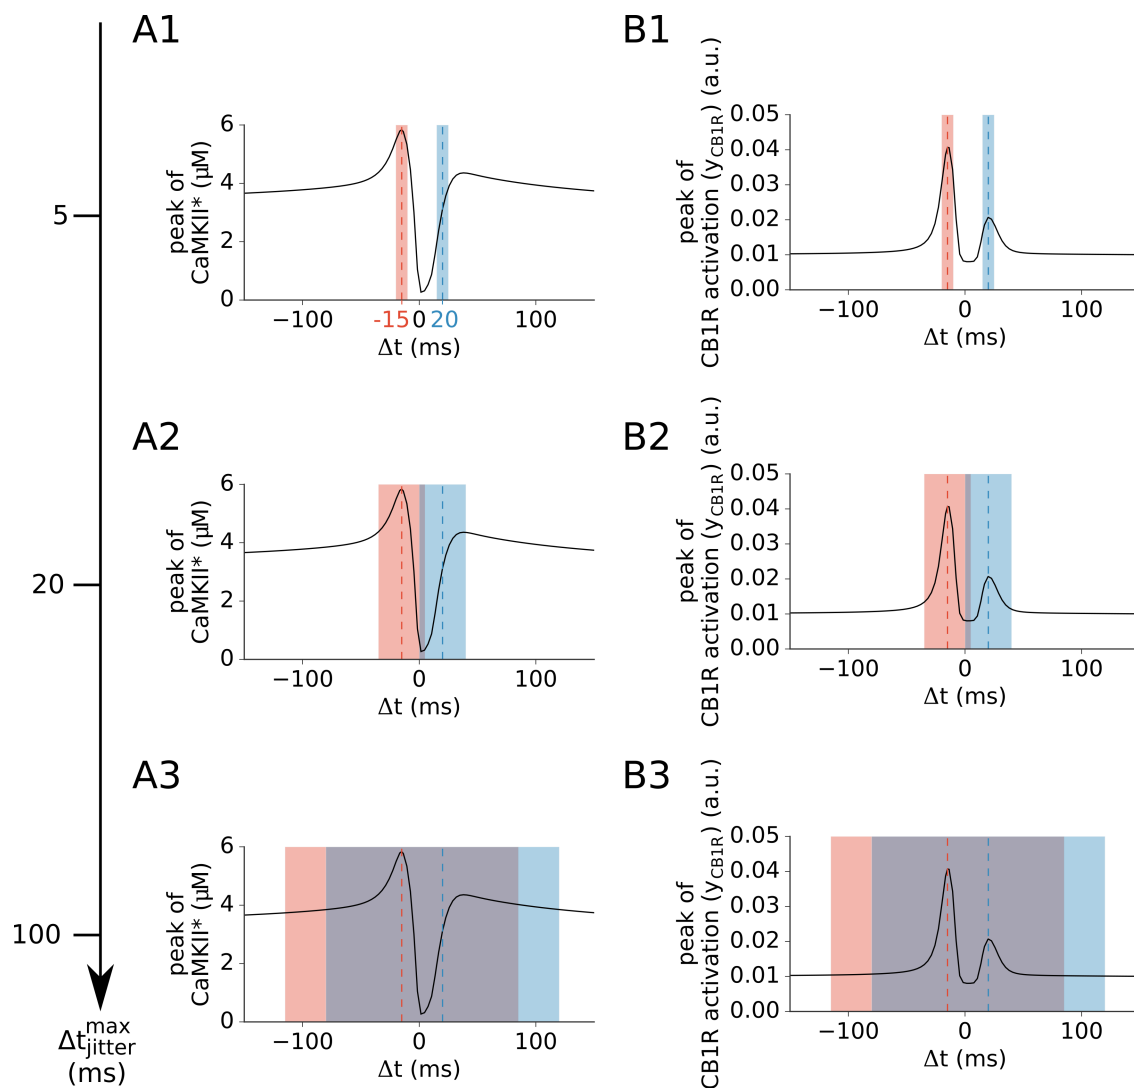 A1
peak of
CaMKII* (μM)
6
4
2
0
−100
-15
0
20
100
Δt (ms)
B1
peak of
CB1R activation (yCB1R) (a.u.)
0.05
0.04
0.03
0.02
0.01
0.00
−100
0
100
Δt (ms)
5
A2
peak of
CaMKII* (μM)
6
4
2
0
−100
0
100
Δt (ms)
B2
peak of
CB1R activation (yCB1R) (a.u.)
0.05
0.04
0.03
0.02
0.01
0.00
−100
0
100
Δt (ms)
20
A3
peak of
CaMKII* (μM)
6
4
2
0
−100
0
100
Δt (ms)
B3
peak of
CB1R activation (yCB1R) (a.u.)
0.05
0.04
0.03
0.02
0.01
0.00
−100
0
100
Δt (ms)
100
Δt max jitter
(ms)